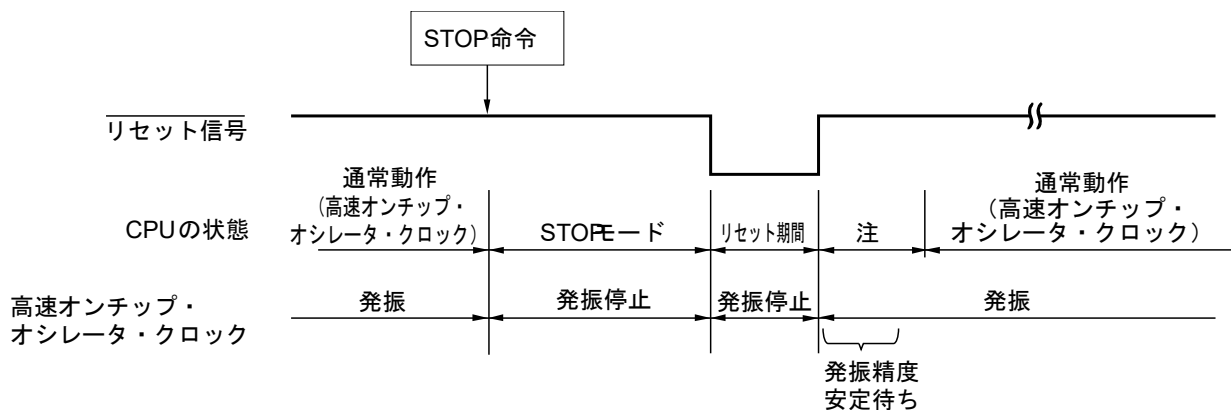 STOP命令
リセット信号
通常動作
(高速オンチップ・
オシレータ・クロック)
CPUの状態
STOPモード
リセット期間
注
通常動作
(高速オンチップ・
オシレータ・クロック)
高速オンチップ・
オシレータ・クロック
発振
発振停止
発振停止
発振
発振精度
安定待ち